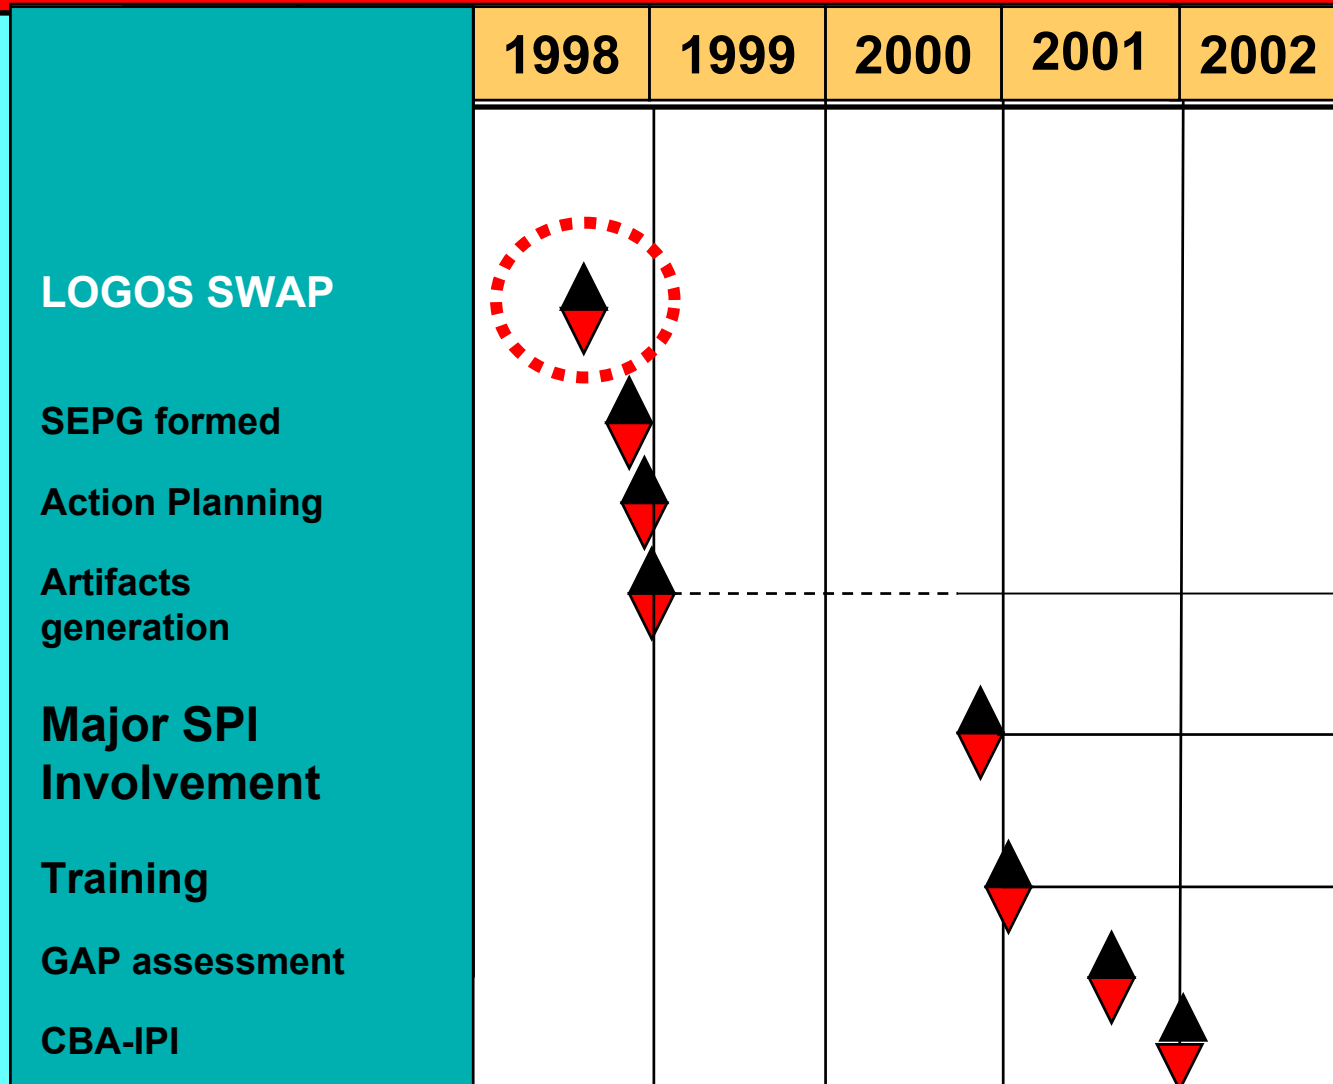 1998 1999 2000 2001 2002
LOGOS SWAP
SEPG formed
Action Planning
Artifacts
generation
Major SPI
Involvement
Training
GAP assessment
CBA-IPI